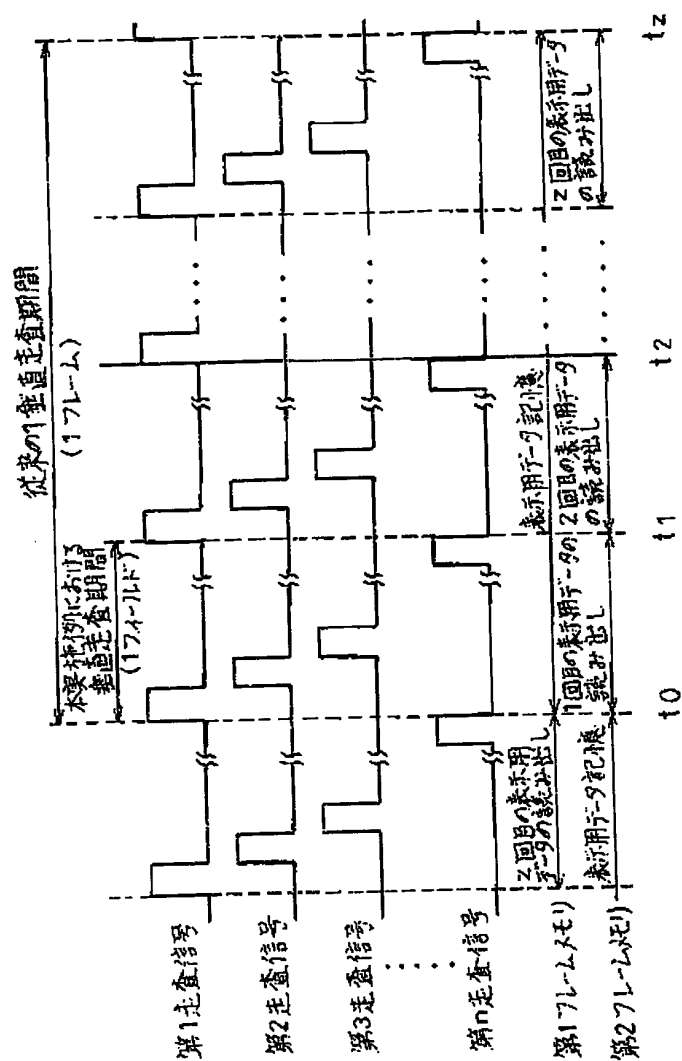 従来の1垂直走査期間
(1フレーム)
本実施例における
垂直走査期間
(1フィールド)
第1走査信号
第2走査信号
第3走査信号
第n走査信号
第1フレームメモリ
第2フレームメモリ
z回目の表示用
データの読み出し
表示用データ記憶
表示用データ記憶
1回目の表示用データの
読み出し
2回目の表示用データ
の読み出し
z回目の表示用データ
の読み出し
t0
t1
t2
tz